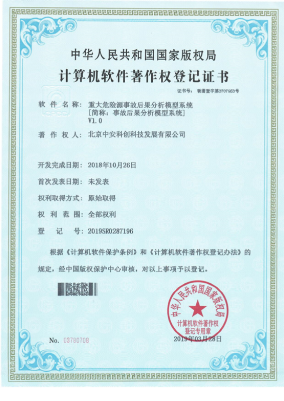 中华人民共和国国家版权局
计算机软件著作权登记证书
证书号： 软著登字第3707953号
软件名称： 重大危险源事故后果分析模型系统
[简称：事故后果分析模型系统]
V1.0
著作权人： 北京中安科创科技发展有限公司
开发完成日期： 2018年10月26日
首次发表日期： 未发表
权利取得方式： 原始取得
权利范围： 全部权利
登记号： 2019SR0287196
根据《计算机软件保护条例》和《计算机软件著作权登记办法》的
规定，经中国版权保护中心审核，对以上事项予以登记。
中华人民共和国国家版权局
计算机软件著作权
登记专用章
No.